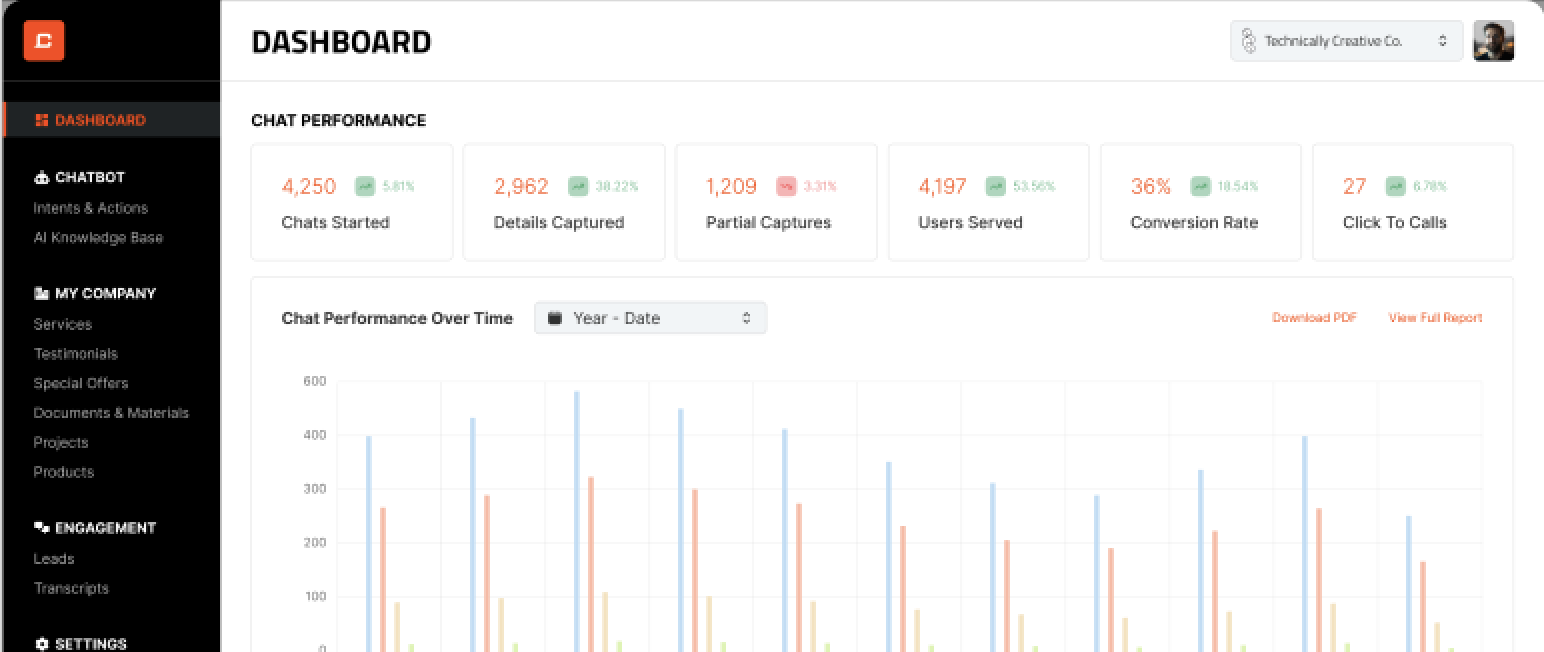 DASHBOARD
Technically Creative Co.
DASHBOARD
CHATBOT
Intents & Actions
AI Knowledge Base
MY COMPANY
Services
Testimonials
Special Offers
Documents & Materials
Projects
Products
ENGAGEMENT
Leads
Transcripts
SETTINGS
CHAT PERFORMANCE
4,250 5.81%
Chats Started
2,962 38.22%
Details Captured
1,209 3.31%
Partial Captures
4,197 53.56%
Users Served
36% 18.54%
Conversion Rate
27 6.78%
Click To Calls
Chat Performance Over Time Year - Date Download PDF View Full Report
600
400
300
200
100
0